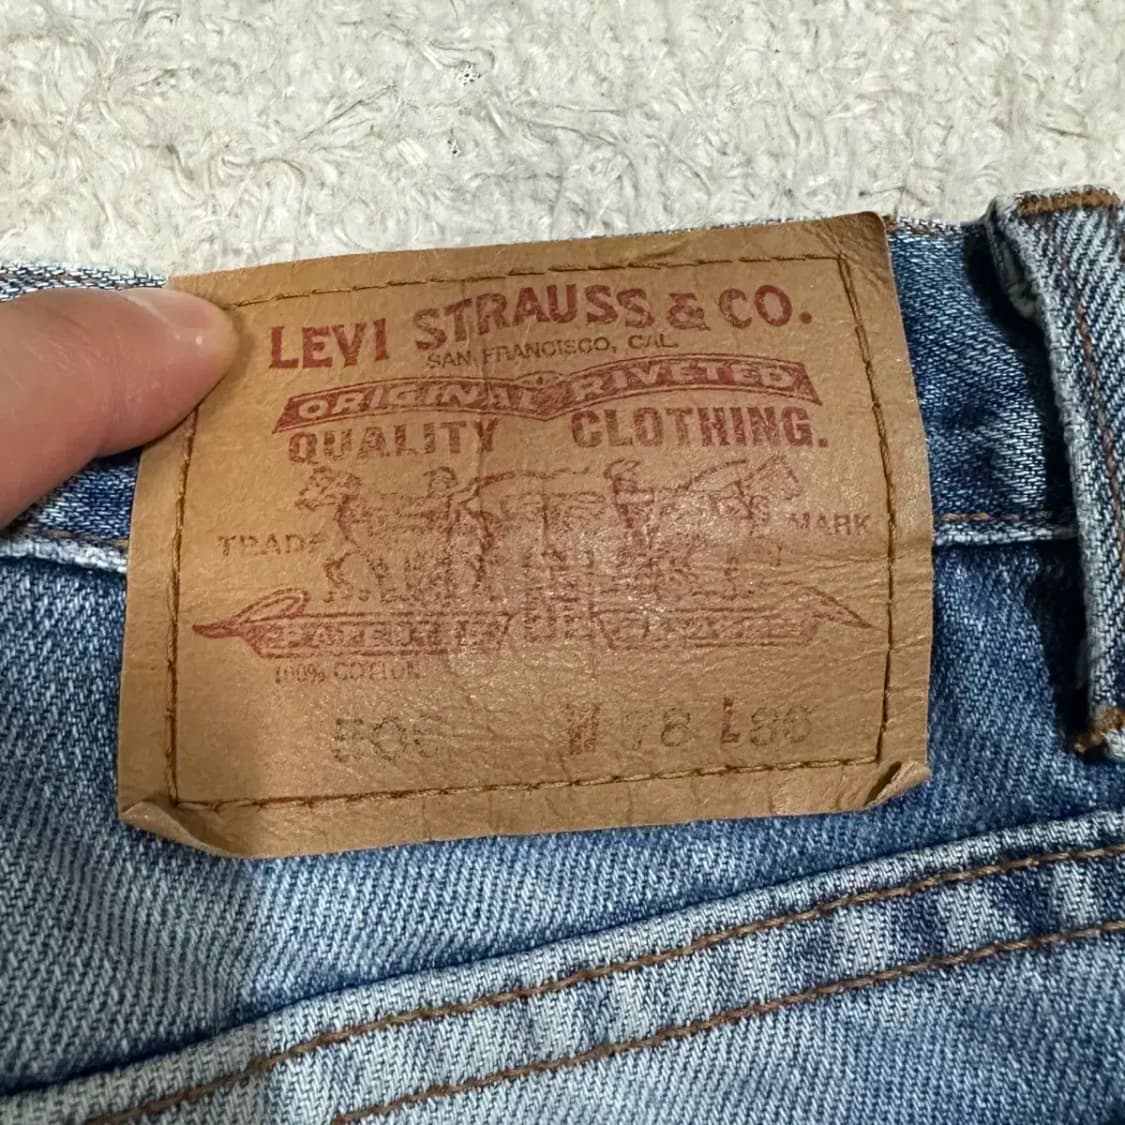 LEVI STRAUSS & CO.
SAN FRANCISCO, CAL.
ORIGINAL RIVETED
QUALITY CLOTHING.
TRADE MARK
100% COTTON
W L